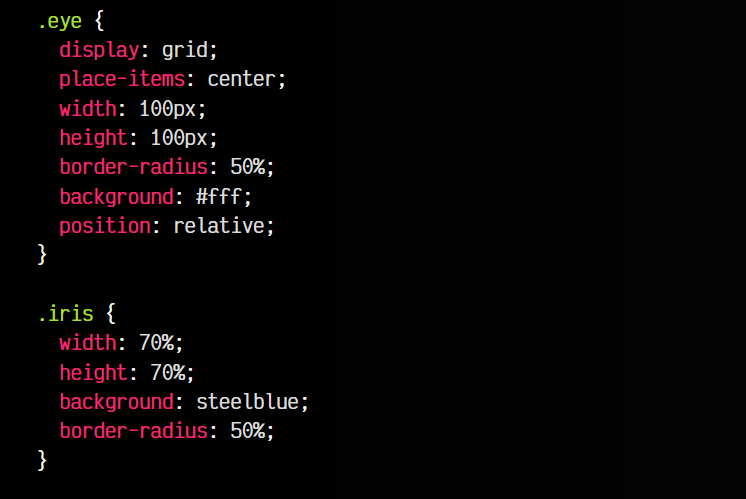 .eye {
  display: grid;
  place-items: center;
  width: 100px;
  height: 100px;
  border-radius: 50%;
  background: #fff;
  position: relative;
}

.iris {
  width: 70%;
  height: 70%;
  background: steelblue;
  border-radius: 50%;
}